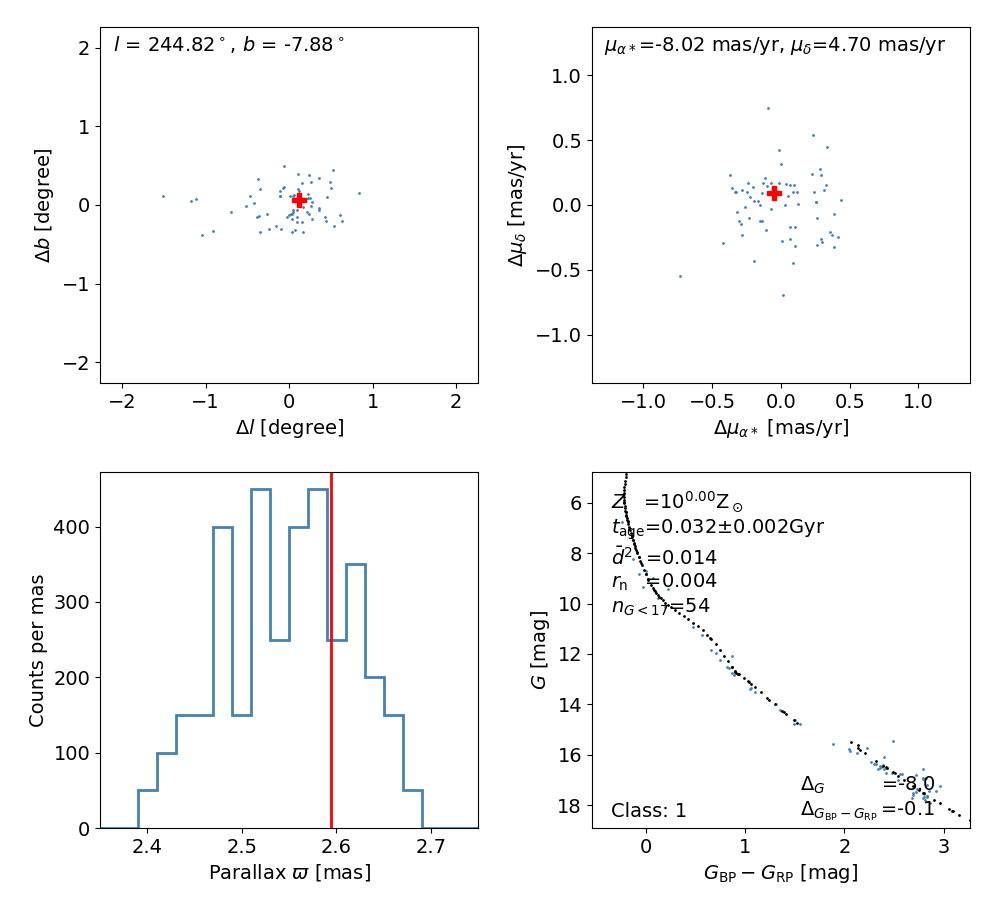 l = 244.82°, b = -7.88°
2
1
0
−1
−2
Δb [degree]
−2 −1 0 1 2
Δl [degree]
μα*=-8.02 mas/yr, μδ=4.70 mas/yr
1.0
0.5
0.0
−0.5
−1.0
Δμδ [mas/yr]
−1.0 −0.5 0.0 0.5 1.0
Δμα* [mas/yr]
400
300
200
100
0
Counts per mas
2.4 2.5 2.6 2.7
Parallax ϖ [mas]
6
8
10
12
14
16
18
G [mag]
Z =10^0.00 Z⊙
t_age=0.032±0.002Gyr
d̄² =0.014
r_n =0.004
n_G<17=54
Δ_G =-8.0
Class: 1
Δ_GBP−GRP =-0.1
0 1 2 3
G_BP − G_RP [mag]